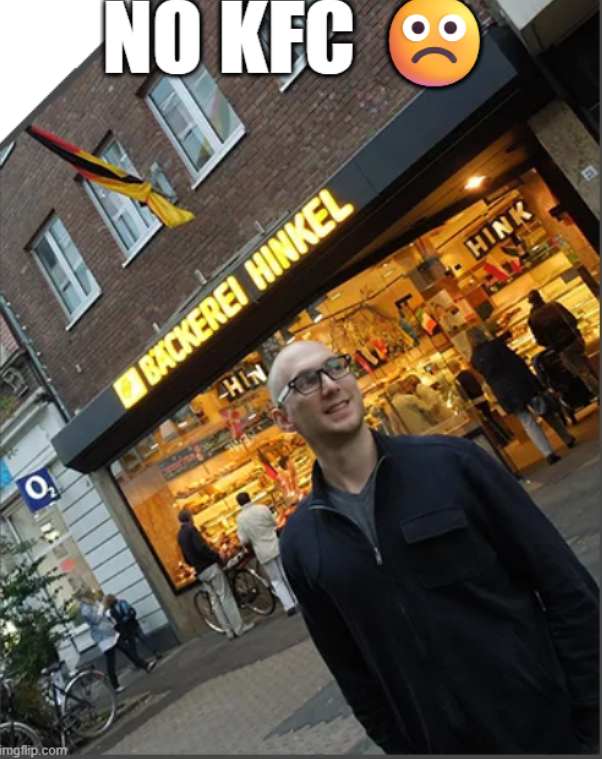 NO KFC ☹️
BÄCKEREI HINKEL
HINK
HIN
O2
imgflip.com